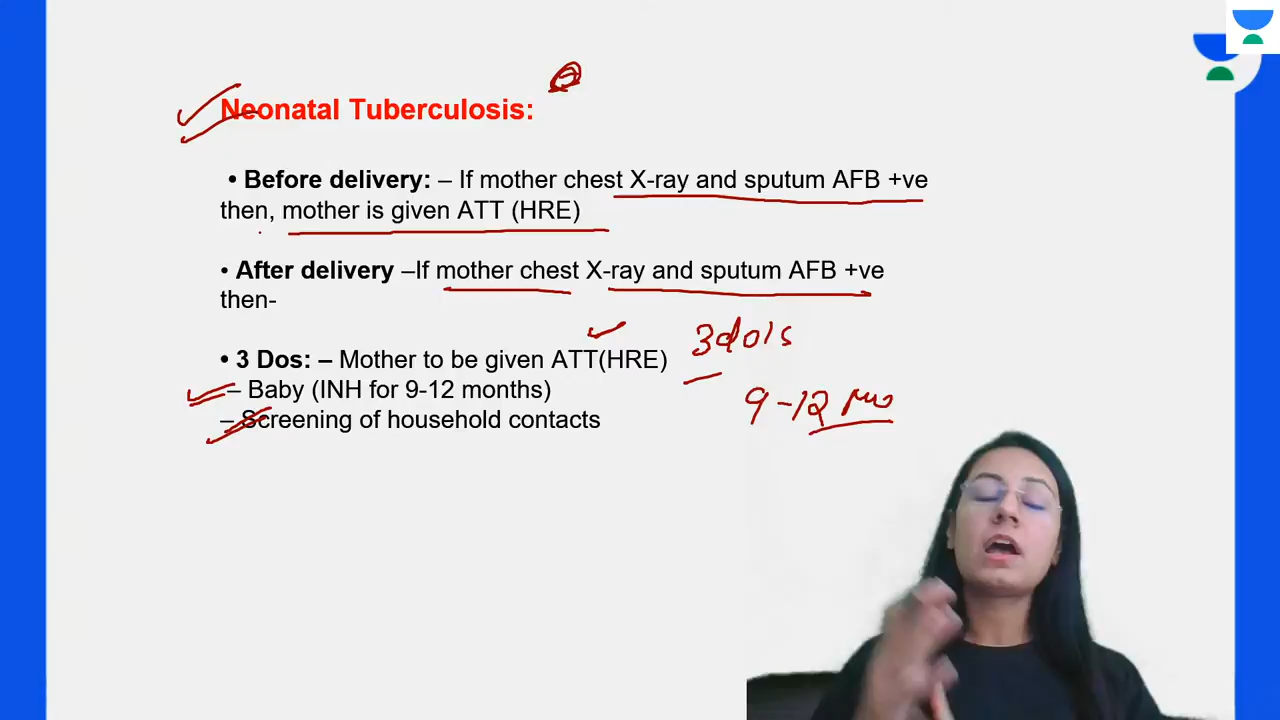 Neonatal Tuberculosis:
• Before delivery: – If mother chest X-ray and sputum AFB +ve
then, mother is given ATT (HRE)
• After delivery –If mother chest X-ray and sputum AFB +ve
then-
• 3 Dos: – Mother to be given ATT(HRE)
3 do's
– Baby (INH for 9-12 months)
9-12 mo
– Screening of household contacts